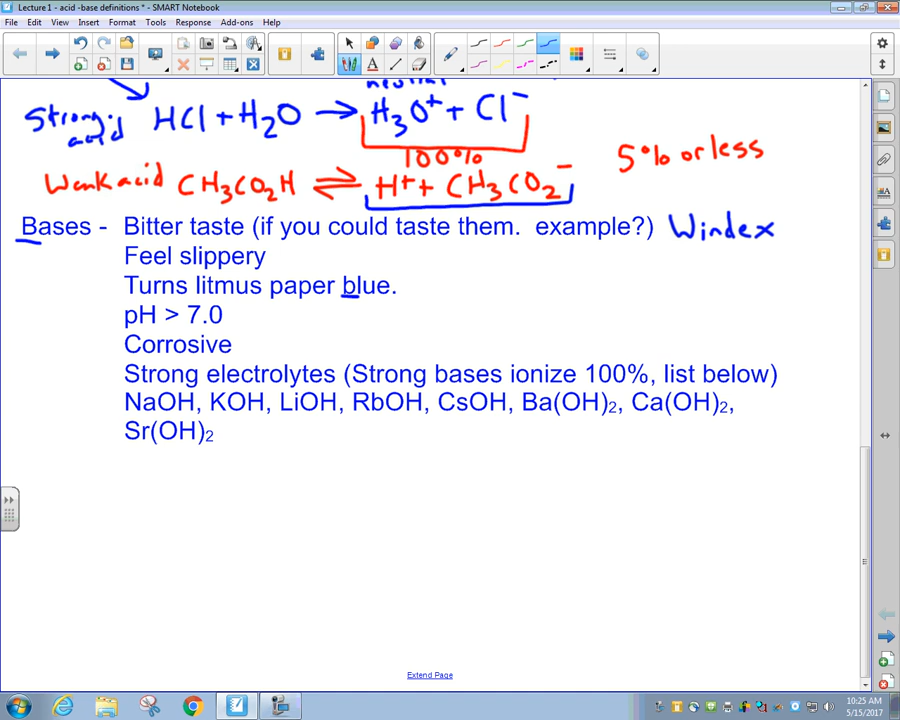 Lecture 1 - acid -base definitions * - SMART Notebook
File Edit View Insert Format Tools Response Add-ons Help
neutral
Strong acid HCl + H2O → H3O+ + Cl−
100%
5% or less
Weak acid CH3CO2H ⇌ H+ + CH3CO2−
Bases - Bitter taste (if you could taste them. example?) Windex
Feel slippery
Turns litmus paper blue.
pH > 7.0
Corrosive
Strong electrolytes (Strong bases ionize 100%, list below)
NaOH, KOH, LiOH, RbOH, CsOH, Ba(OH)2, Ca(OH)2,
Sr(OH)2
Extend Page
10:25 AM
5/15/2017